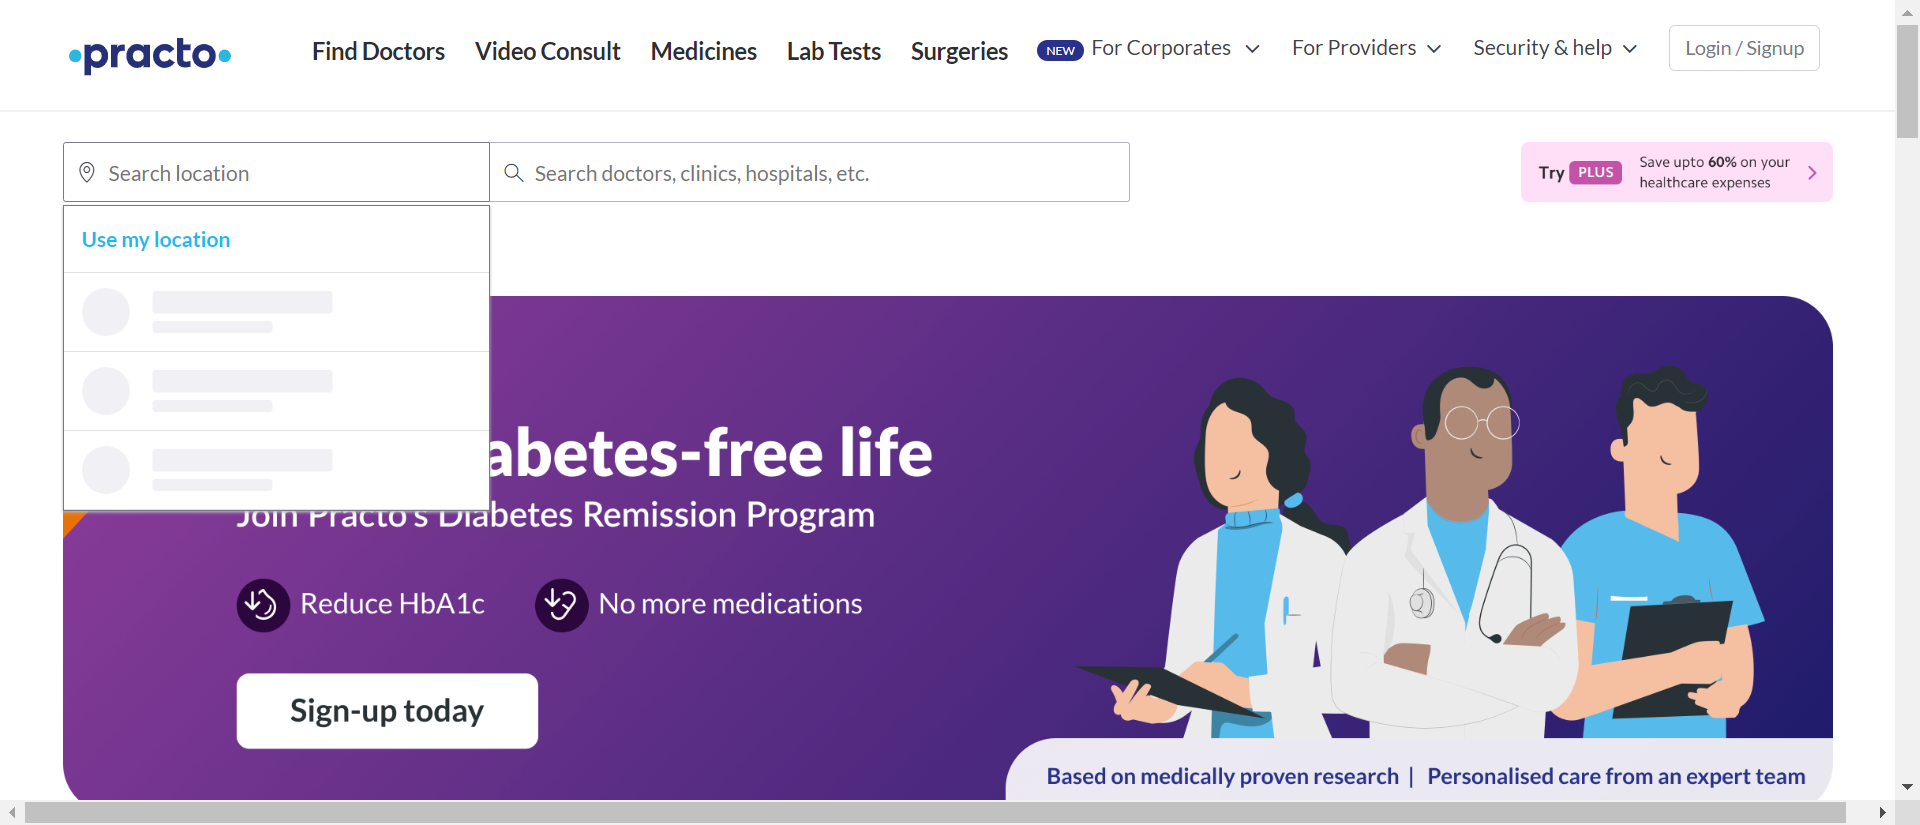 practo
Find Doctors
Video Consult
Medicines
Lab Tests
Surgeries
NEW For Corporates
For Providers
Security & help
Login / Signup
Search location
Search doctors, clinics, hospitals, etc.
Try PLUS
Save upto 60% on your
healthcare expenses
Use my location
abetes-free life
Join Practo's Diabetes Remission Program
Reduce HbA1c
No more medications
Sign-up today
Based on medically proven research | Personalised care from an expert team